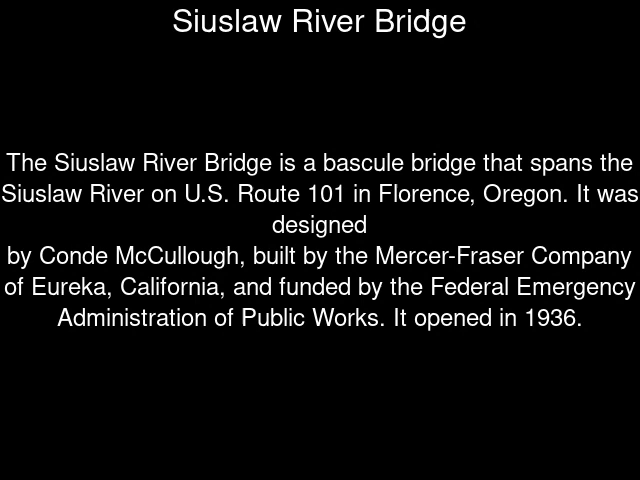 Siuslaw River Bridge
The Siuslaw River Bridge is a bascule bridge that spans the
Siuslaw River on U.S. Route 101 in Florence, Oregon. It was
designed
by Conde McCullough, built by the Mercer-Fraser Company
of Eureka, California, and funded by the Federal Emergency
Administration of Public Works. It opened in 1936.